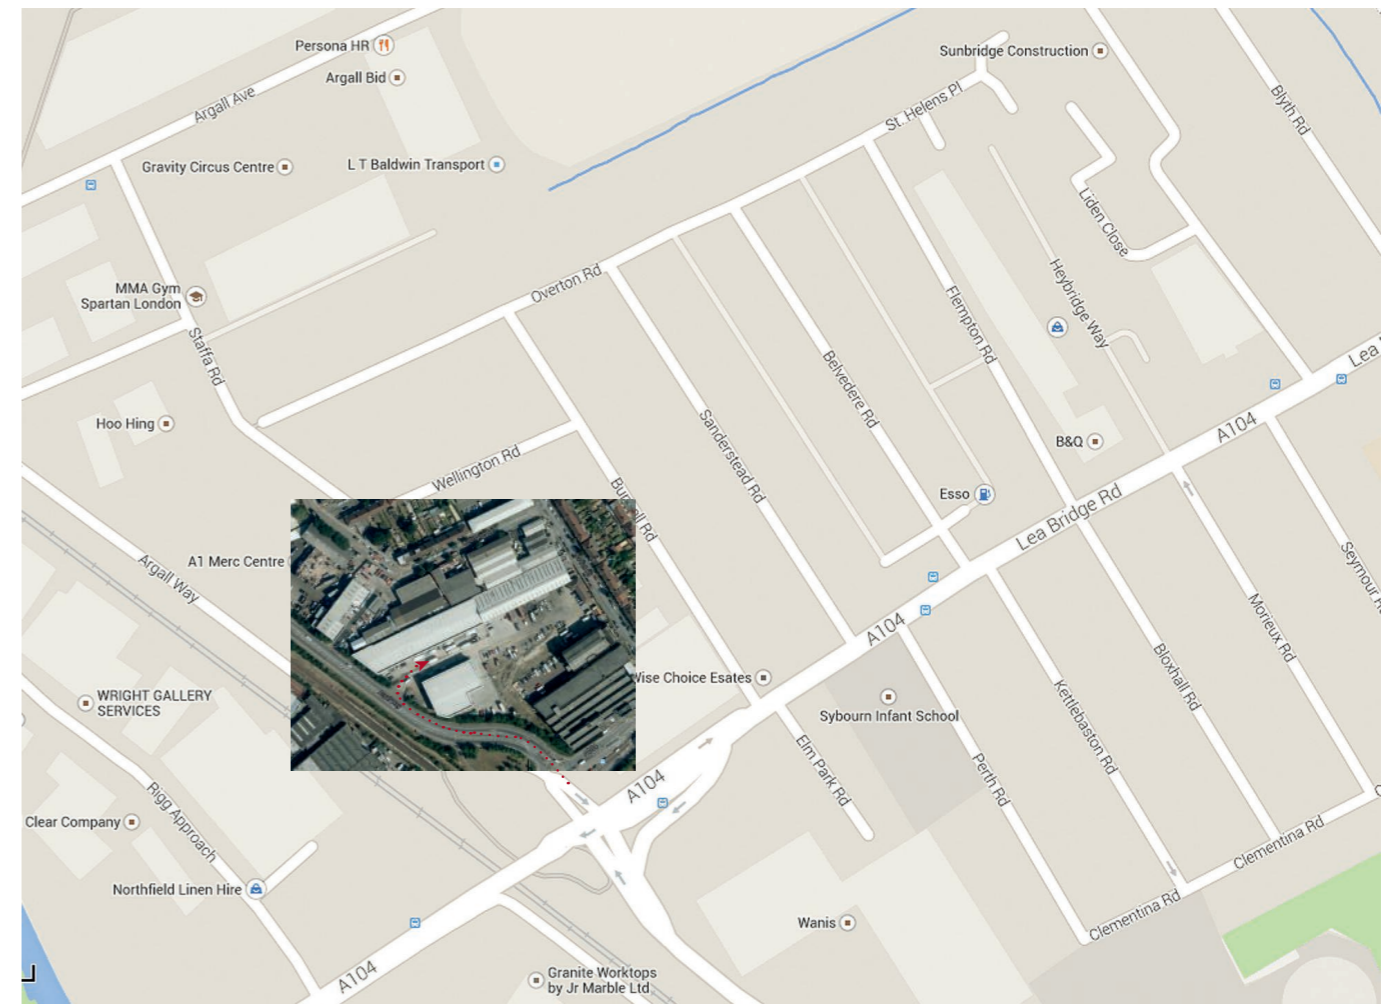 Persona HR
Argall Bid
Sunbridge Construction
Argall Ave
St. Helens Pl
Blyth Rd
Gravity Circus Centre
L T Baldwin Transport
Liden Close
MMA Gym
Spartan London
Overton Rd
Heybridge Way
Flempton Rd
Staffa Rd
Belvedere Rd
Lea
Hoo Hing
Sanderstead Rd
A104
B&Q
Wellington Rd
Esso
Lea Bridge Rd
Rd
A1 Merc Centre
Argall Way
Seymour
Morieux Rd
A104
Bloxhall Rd
Wise Choice Esates
WRIGHT GALLERY
SERVICES
Sybourn Infant School
Kettlebaston Rd
Elm Park Rd
Perth Rd
A104
Rigg Approach
Clear Company
Clementina Rd
Northfield Linen Hire
Wanis
Clementina Rd
A104
Granite Worktops
by Jr Marble Ltd